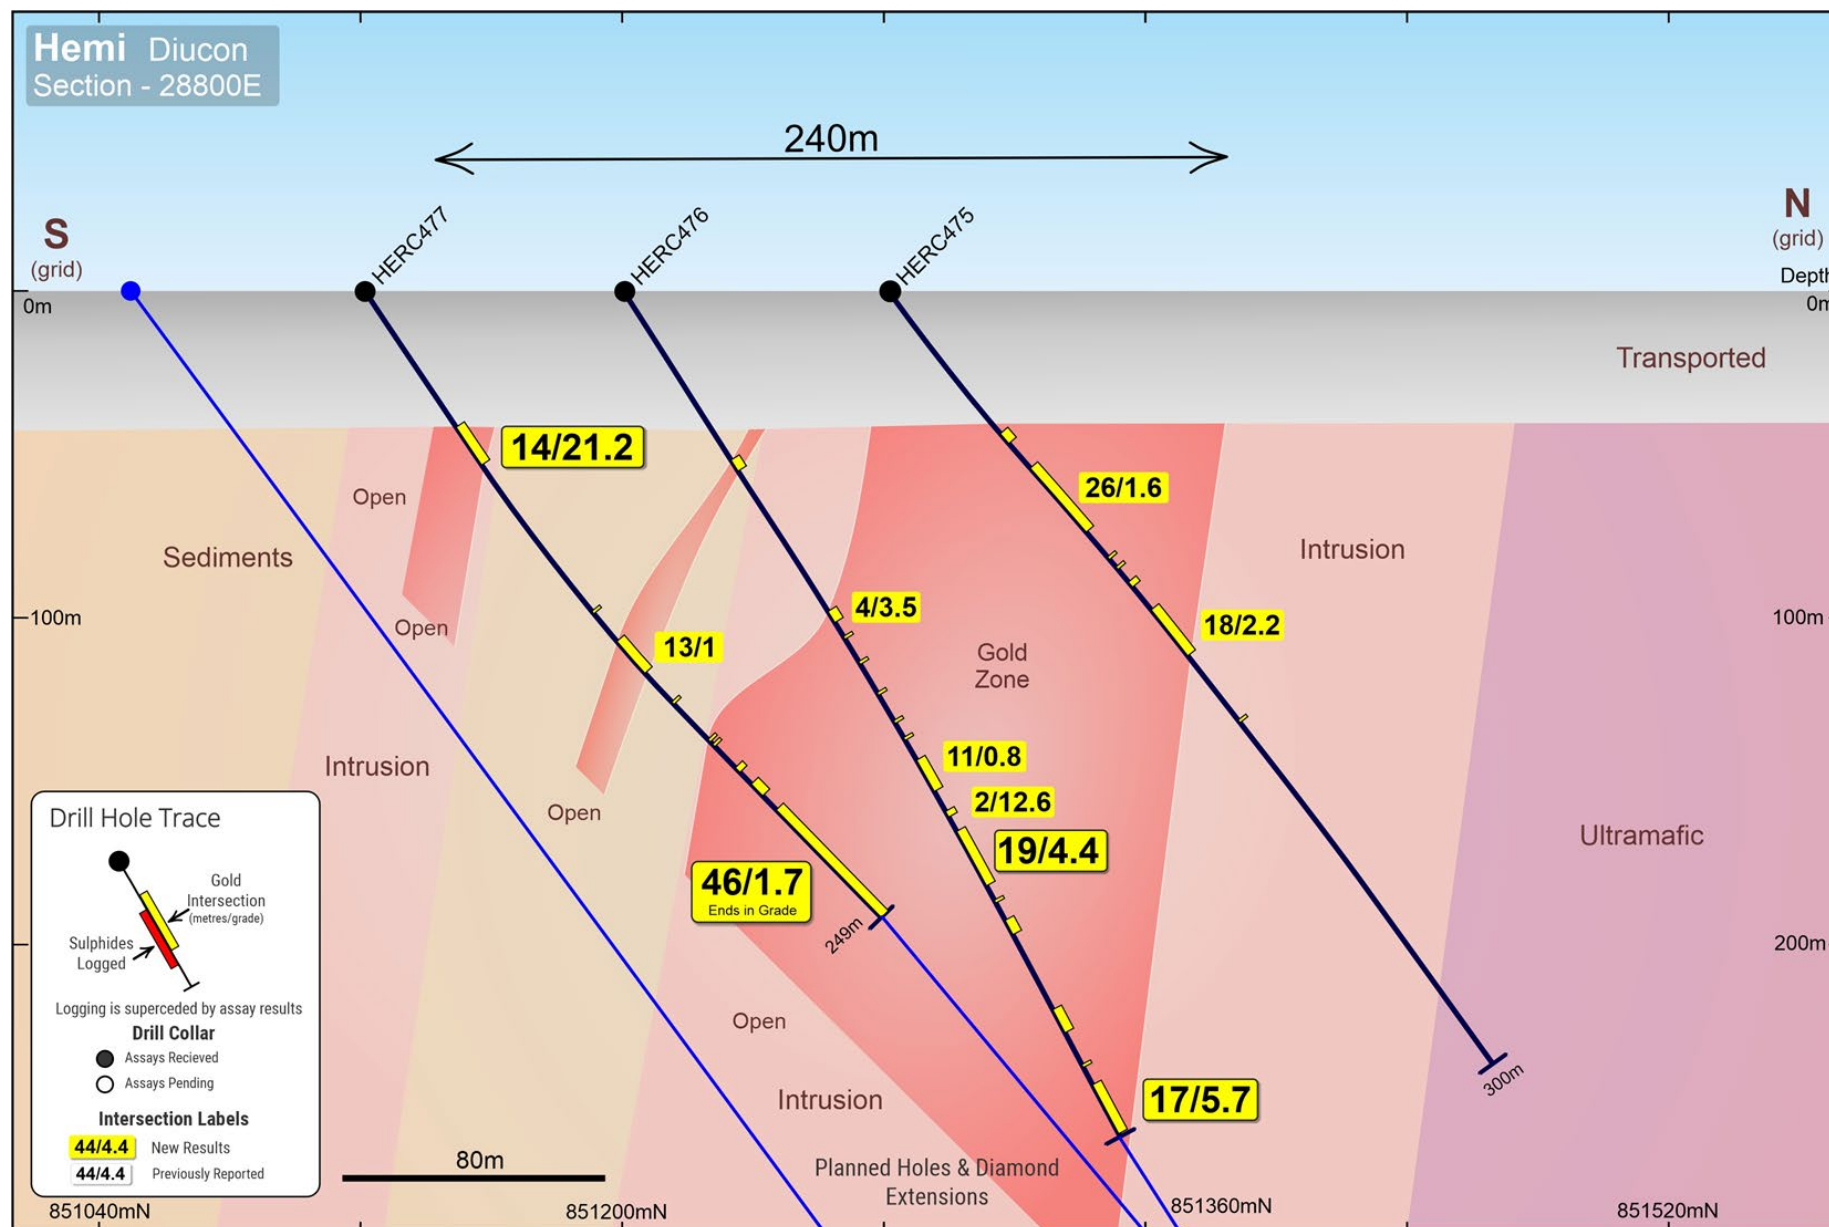 Hemi Diucon
Section - 28800E
240m
S
(grid)
N
(grid)
HERC477
HERC476
HERC475
Depth
0m
0m
Transported
14/21.2
26/1.6
Open
Sediments
Intrusion
4/3.5
100m
100m
Open
18/2.2
13/1
Gold
Zone
11/0.8
Intrusion
2/12.6
Open
19/4.4
Ultramafic
46/1.7
Ends in Grade
249m
200m
Open
300m
Intrusion
17/5.7
Drill Hole Trace
Gold
Intersection
(metres/grade)
Sulphides
Logged
Logging is superceded by assay results
Drill Collar
Assays Recieved
Assays Pending
Intersection Labels
44/4.4 New Results
44/4.4 Previously Reported
80m
Planned Holes & Diamond
Extensions
851040mN
851200mN
851360mN
851520mN